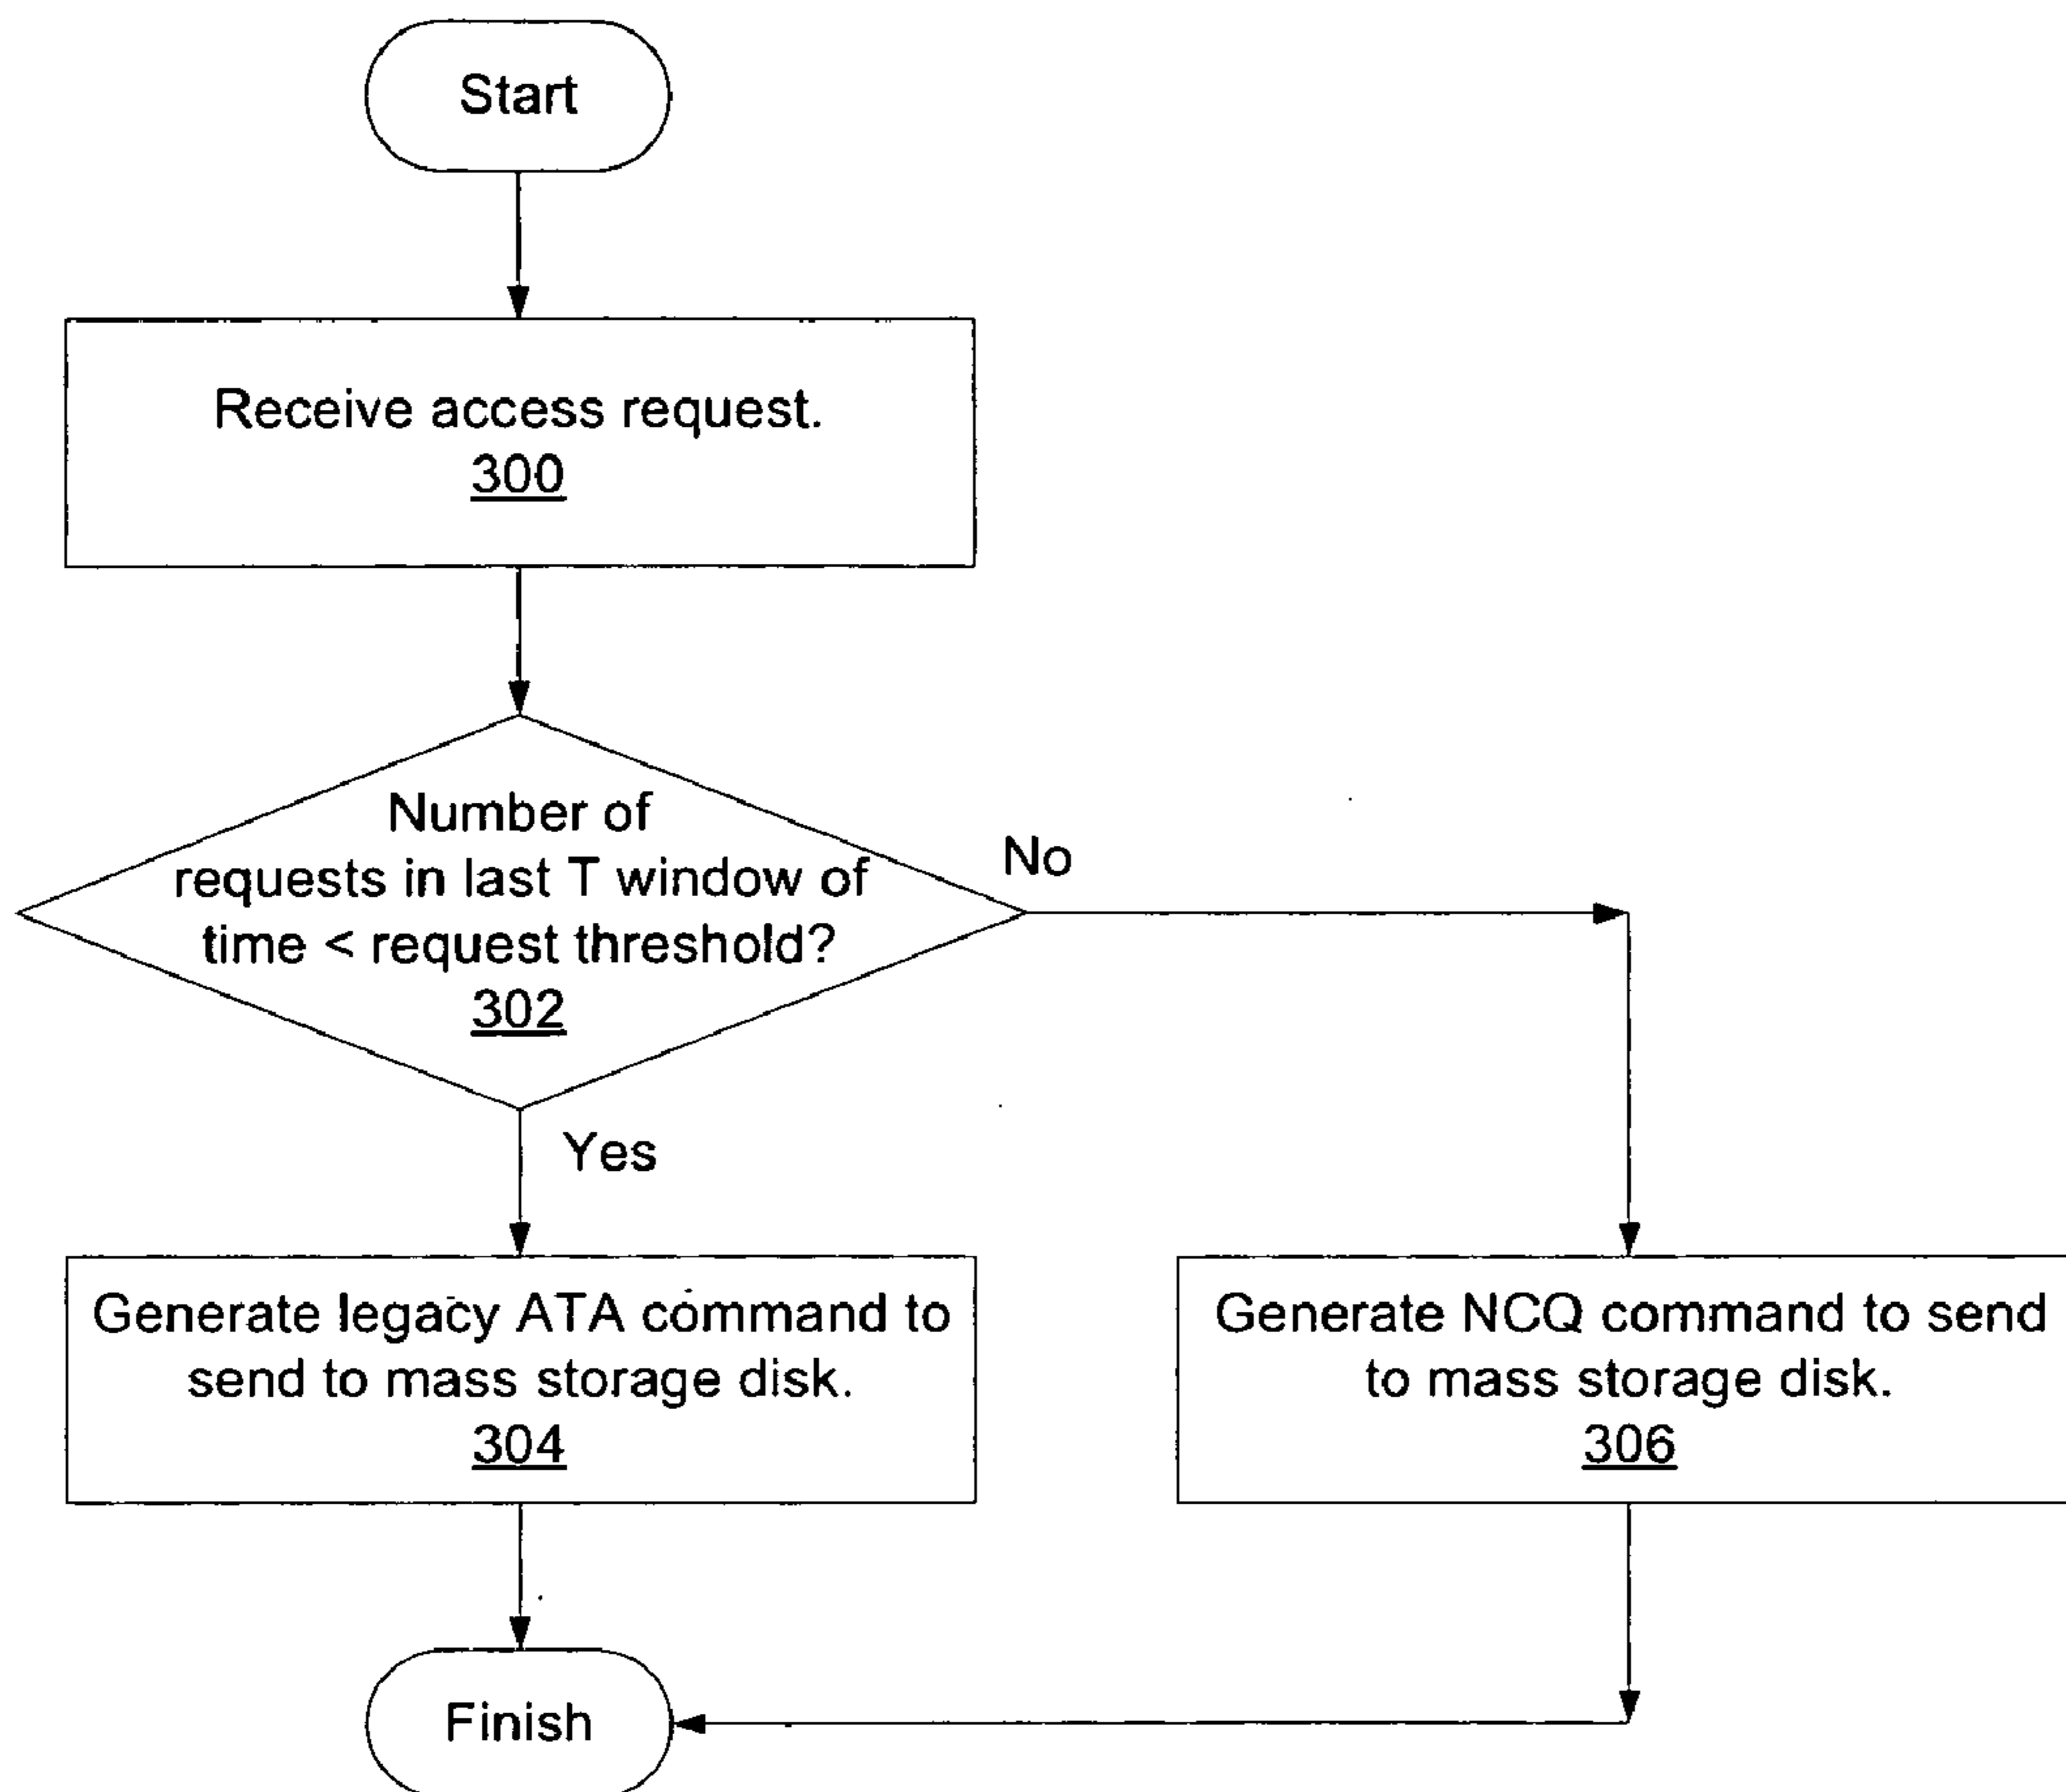 Start
Receive access request.
300
Number of
requests in last T window of
time < request threshold?
302
No
Yes
Generate legacy ATA command to
send to mass storage disk.
304
Generate NCQ command to send
to mass storage disk.
306
Finish